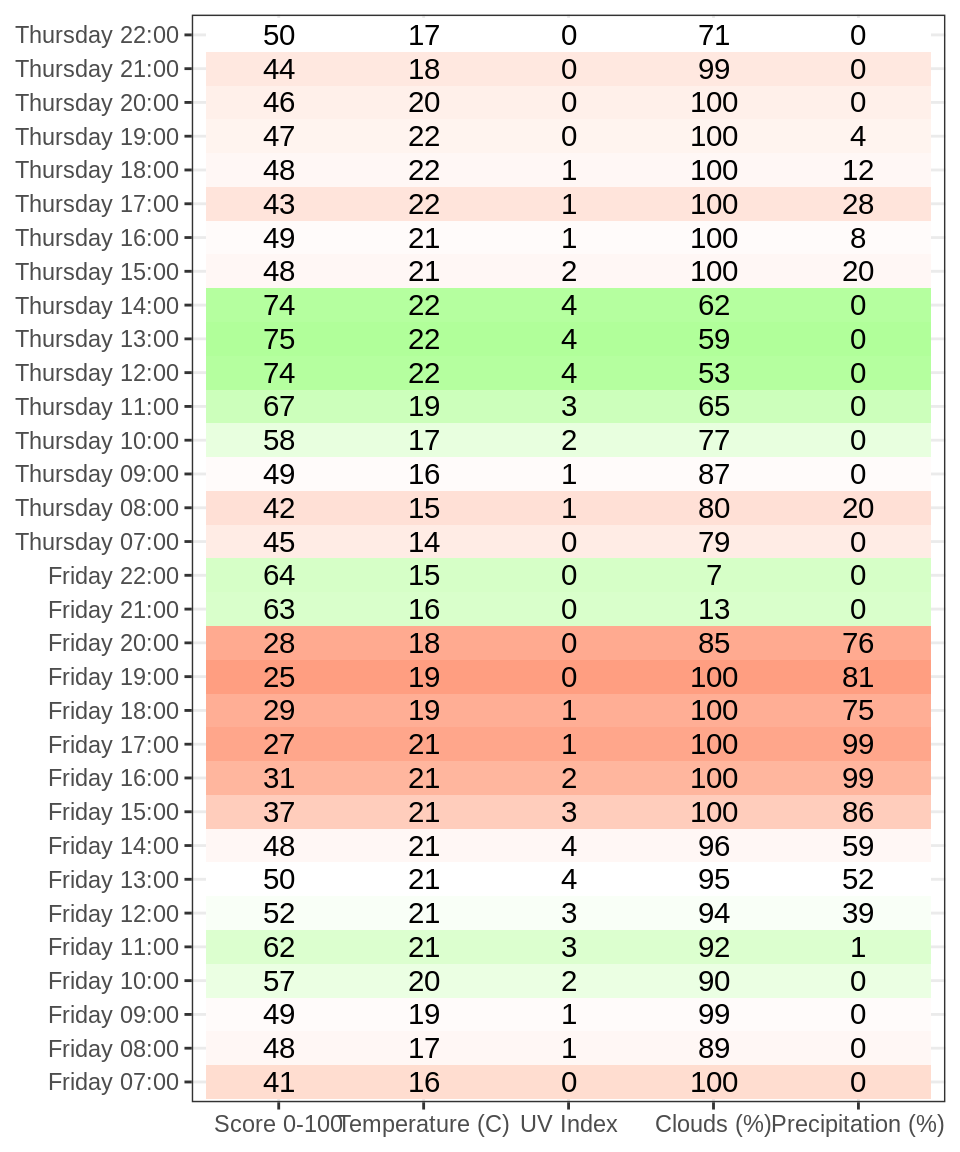 Thursday 22:00 50 17 0 71 0
Thursday 21:00 44 18 0 99 0
Thursday 20:00 46 20 0 100 0
Thursday 19:00 47 22 0 100 4
Thursday 18:00 48 22 1 100 12
Thursday 17:00 43 22 1 100 28
Thursday 16:00 49 21 1 100 8
Thursday 15:00 48 21 2 100 20
Thursday 14:00 74 22 4 62 0
Thursday 13:00 75 22 4 59 0
Thursday 12:00 74 22 4 53 0
Thursday 11:00 67 19 3 65 0
Thursday 10:00 58 17 2 77 0
Thursday 09:00 49 16 1 87 0
Thursday 08:00 42 15 1 80 20
Thursday 07:00 45 14 0 79 0
Friday 22:00 64 15 0 7 0
Friday 21:00 63 16 0 13 0
Friday 20:00 28 18 0 85 76
Friday 19:00 25 19 0 100 81
Friday 18:00 29 19 1 100 75
Friday 17:00 27 21 1 100 99
Friday 16:00 31 21 2 100 99
Friday 15:00 37 21 3 100 86
Friday 14:00 48 21 4 96 59
Friday 13:00 50 21 4 95 52
Friday 12:00 52 21 3 94 39
Friday 11:00 62 21 3 92 1
Friday 10:00 57 20 2 90 0
Friday 09:00 49 19 1 99 0
Friday 08:00 48 17 1 89 0
Friday 07:00 41 16 0 100 0
Score 0-100 Temperature (C) UV Index Clouds (%) Precipitation (%)